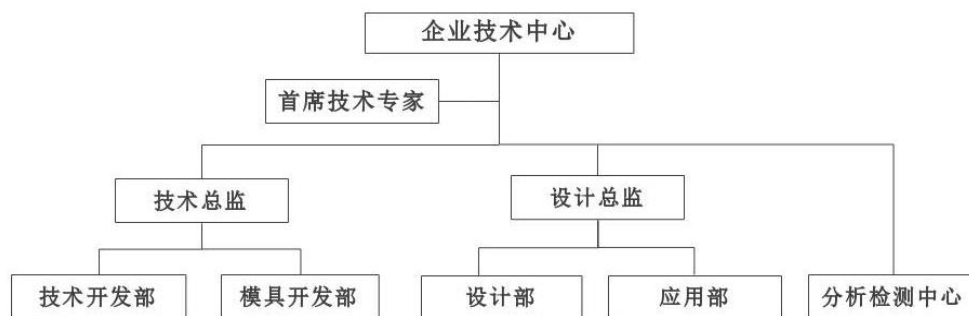 企业技术中心
首席技术专家
技术总监
设计总监
技术开发部
模具开发部
设计部
应用部
分析检测中心